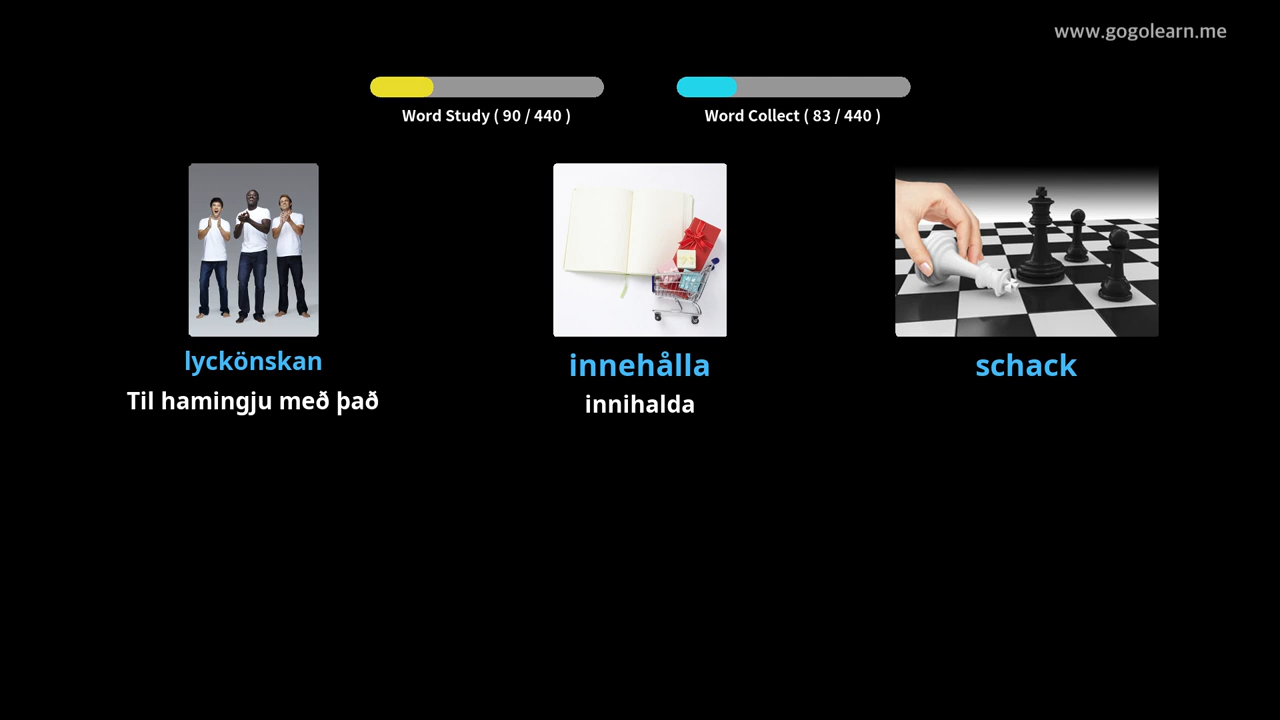 www.gogolearn.me
Word Study ( 90 / 440 )
Word Collect ( 83 / 440 )
lyckönskan
Til hamingju með það
innehålla
innihalda
schack